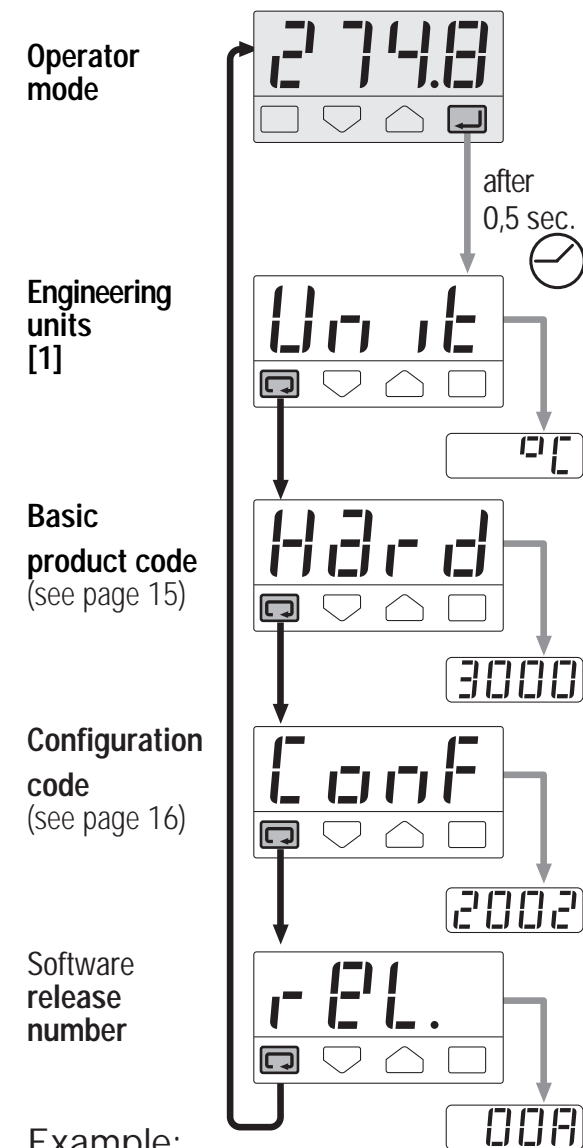 Operator
mode
274.8
after
0,5 sec.
Engineering
units
[1]
Unit
°C
Basic
product code
(see page 15)
Hard
3000
Configuration
code
(see page 16)
ConF
2002
Software
release
number
rEL.
00A
Example: